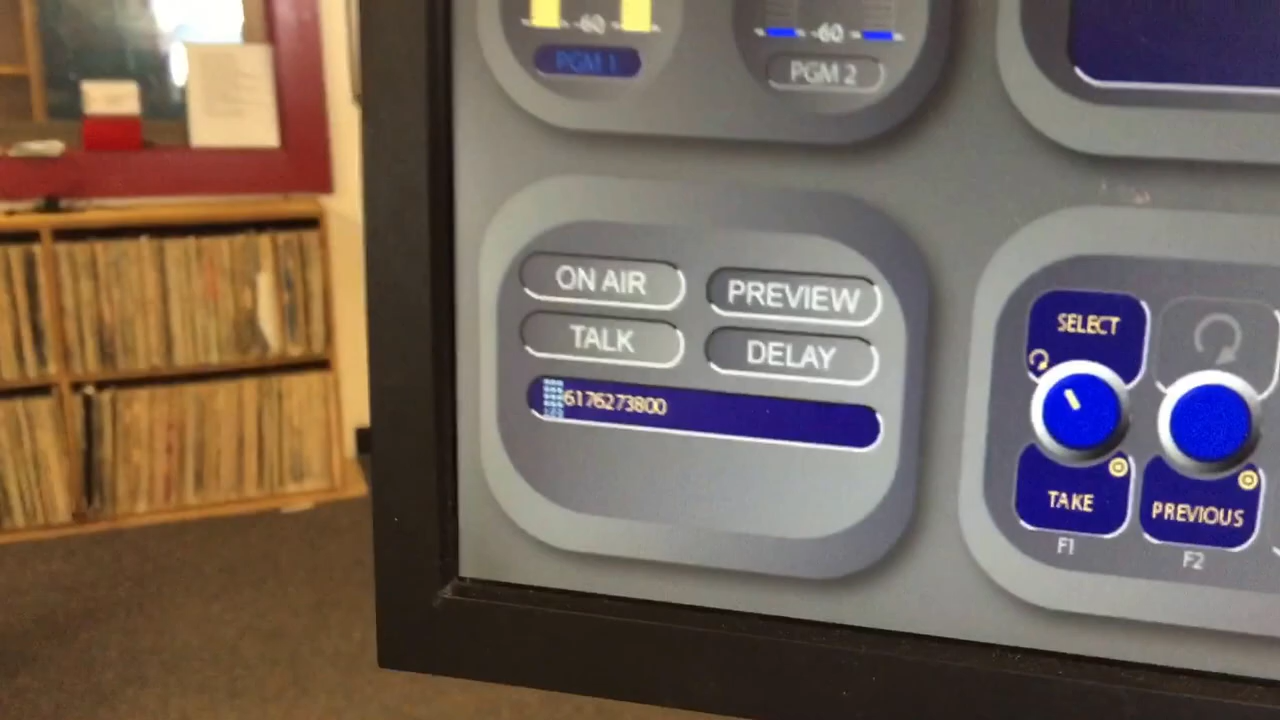 -60
-60
PGM 1
PGM 2
ON AIR
PREVIEW
TALK
DELAY
6176273800
SELECT
TAKE
PREVIOUS
F1
F2